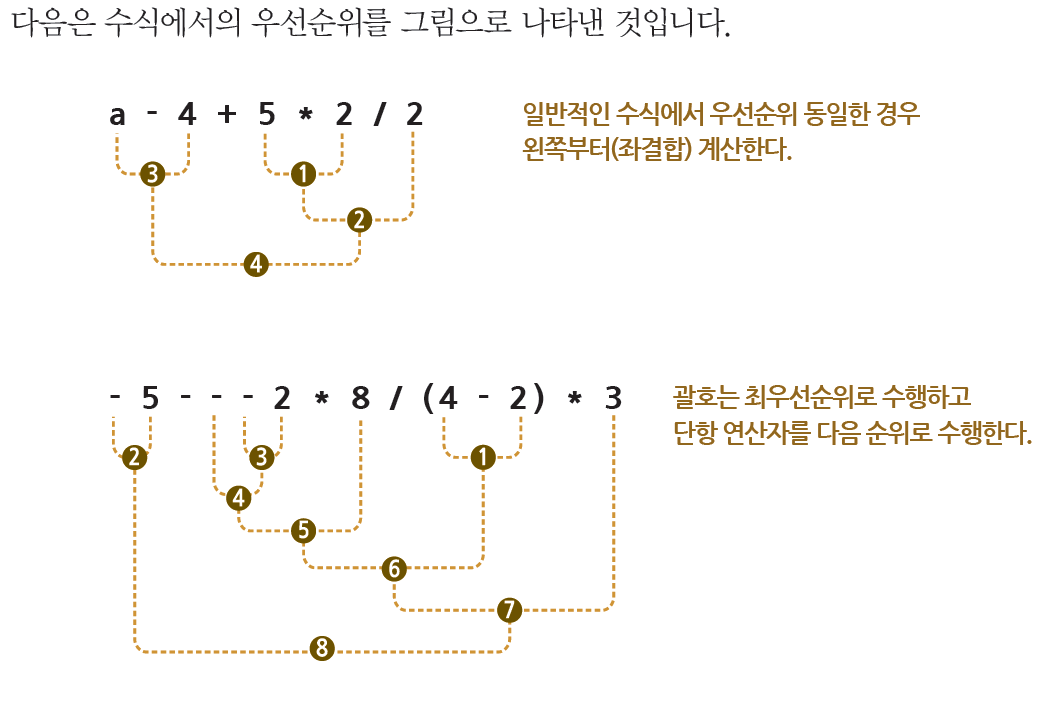 다음은 수식에서의 우선순위를 그림으로 나타낸 것입니다.
a - 4 + 5 * 2 / 2
일반적인 수식에서 우선순위 동일한 경우
왼쪽부터(좌결합) 계산한다.
3 1
2
4
- 5 - - - 2 * 8 / (4 - 2) * 3
괄호는 최우선순위로 수행하고
단항 연산자를 다음 순위로 수행한다.
2 3 1
4
5
6
7
8